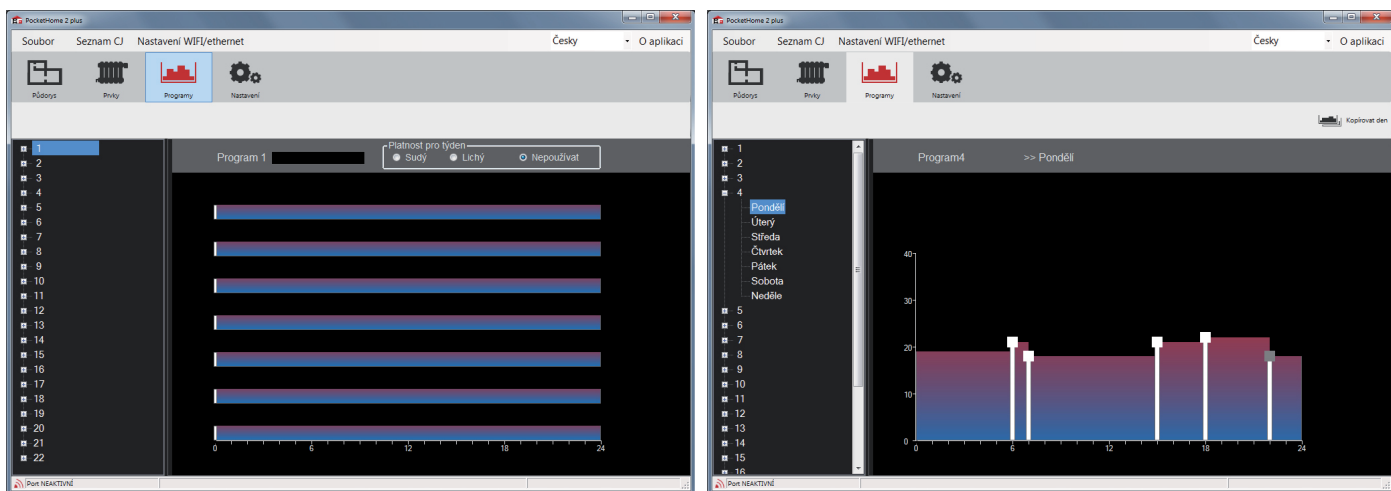 PocketHome 2 plus
Soubor Seznam CJ Nastavení WIFI/ethernet Česky O aplikaci
Půdorys Prvky Programy Nastavení
1
2
3
4
5
6
7
8
9
10
11
12
13
14
15
16
17
18
19
20
21
22
Program 1
Platnost pro týden
Sudý Lichý Nepoužívat
0 6 12 18 24
Port NEAKTIVNÍ
PocketHome 2 plus
Soubor Seznam CJ Nastavení WIFI/ethernet Česky O aplikaci
Půdorys Prvky Programy Nastavení
Kopírovat den
1
2
3
4
Pondělí
Úterý
Středa
Čtvrtek
Pátek
Sobota
Neděle
5
6
7
8
9
10
11
12
13
14
15
16
Program4 >> Pondělí
40
30
20
10
0
0 6 12 18 24
Port NEAKTIVNÍ